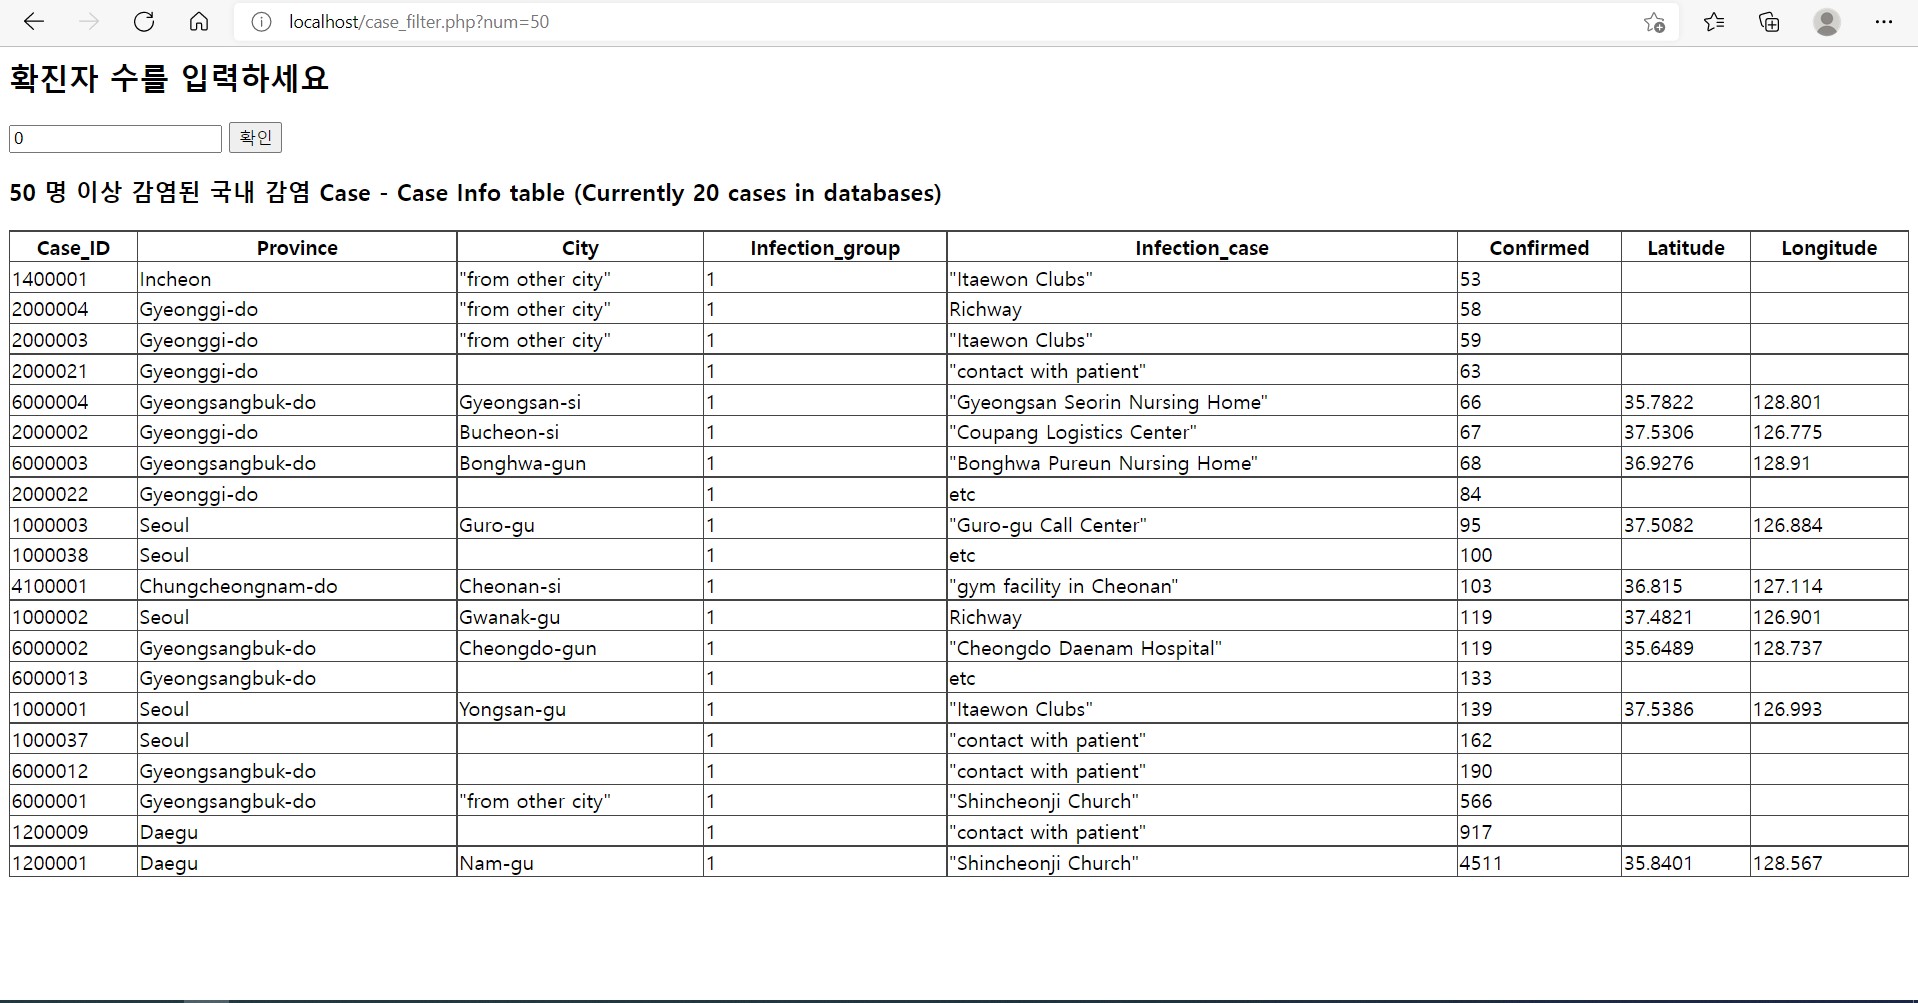 localhost/case_filter.php?num=50
확진자 수를 입력하세요
0 확인
50 명 이상 감염된 국내 감염 Case - Case Info table (Currently 20 cases in databases)
Case_ID Province City Infection_group Infection_case Confirmed Latitude Longitude
1400001 Incheon "from other city" 1 "Itaewon Clubs" 53
2000004 Gyeonggi-do "from other city" 1 Richway 58
2000003 Gyeonggi-do "from other city" 1 "Itaewon Clubs" 59
2000021 Gyeonggi-do 1 "contact with patient" 63
6000004 Gyeongsangbuk-do Gyeongsan-si 1 "Gyeongsan Seorin Nursing Home" 66 35.7822 128.801
2000002 Gyeonggi-do Bucheon-si 1 "Coupang Logistics Center" 67 37.5306 126.775
6000003 Gyeongsangbuk-do Bonghwa-gun 1 "Bonghwa Pureun Nursing Home" 68 36.9276 128.91
2000022 Gyeonggi-do 1 etc 84
1000003 Seoul Guro-gu 1 "Guro-gu Call Center" 95 37.5082 126.884
1000038 Seoul 1 etc 100
4100001 Chungcheongnam-do Cheonan-si 1 "gym facility in Cheonan" 103 36.815 127.114
1000002 Seoul Gwanak-gu 1 Richway 119 37.4821 126.901
6000002 Gyeongsangbuk-do Cheongdo-gun 1 "Cheongdo Daenam Hospital" 119 35.6489 128.737
6000013 Gyeongsangbuk-do 1 etc 133
1000001 Seoul Yongsan-gu 1 "Itaewon Clubs" 139 37.5386 126.993
1000037 Seoul 1 "contact with patient" 162
6000012 Gyeongsangbuk-do 1 "contact with patient" 190
6000001 Gyeongsangbuk-do "from other city" 1 "Shincheonji Church" 566
1200009 Daegu 1 "contact with patient" 917
1200001 Daegu Nam-gu 1 "Shincheonji Church" 4511 35.8401 128.567